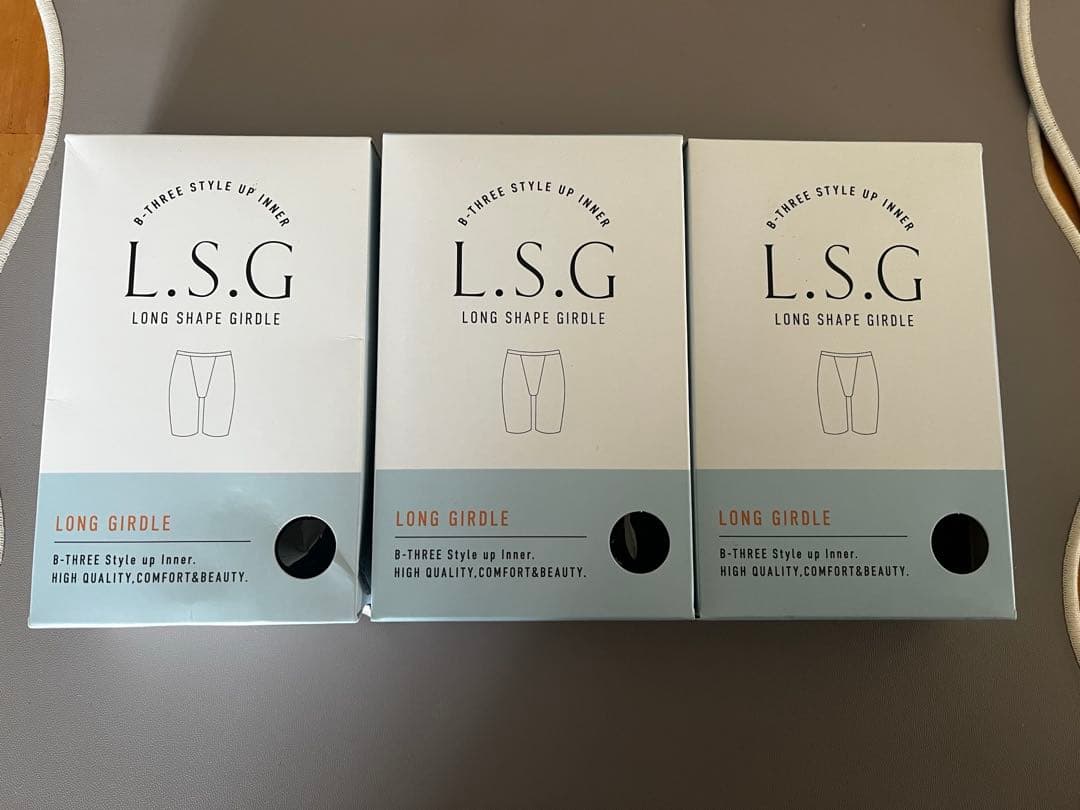 B-THREE STYLE UP INNER
L.S.G
LONG SHAPE GIRDLE
LONG GIRDLE
B-THREE Style up Inner.
HIGH QUALITY,COMFORT&BEAUTY.
B-THREE STYLE UP INNER
L.S.G
LONG SHAPE GIRDLE
LONG GIRDLE
B-THREE Style up Inner.
HIGH QUALITY,COMFORT&BEAUTY.
B-THREE STYLE UP INNER
L.S.G
LONG SHAPE GIRDLE
LONG GIRDLE
B-THREE Style up Inner.
HIGH QUALITY,COMFORT&BEAUTY.